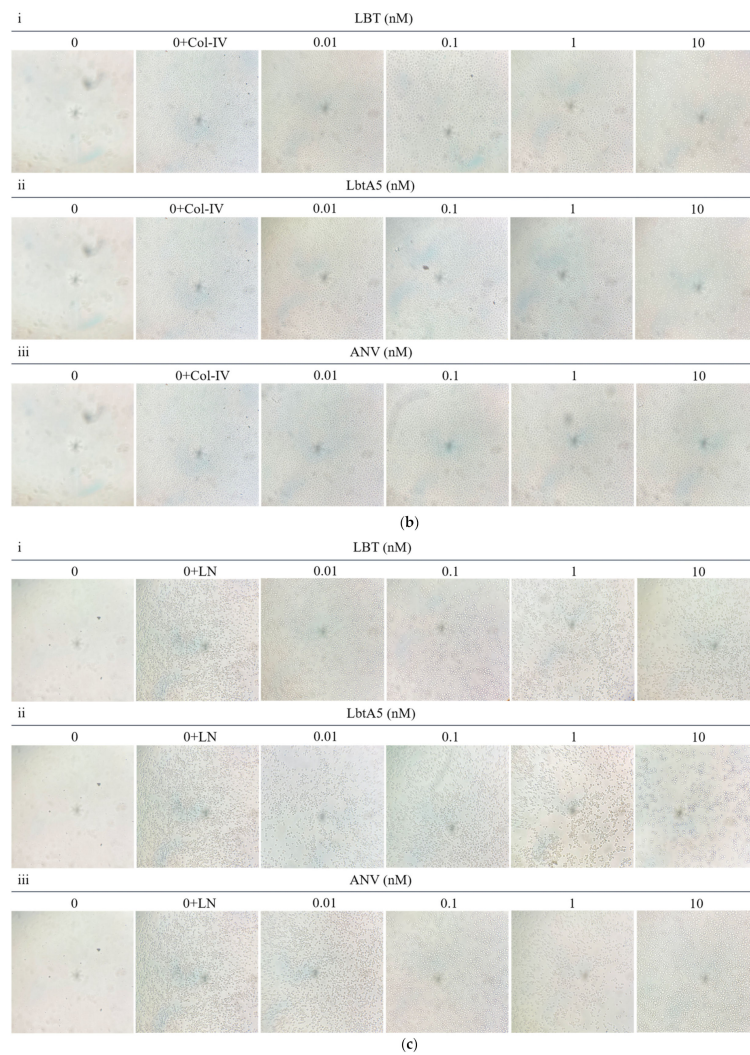 i
LBT (nM)
0 0+Col-IV 0.01 0.1 1 10
ii
LbtA5 (nM)
0 0+Col-IV 0.01 0.1 1 10
iii
ANV (nM)
0 0+Col-IV 0.01 0.1 1 10
(b)
i
LBT (nM)
0 0+LN 0.01 0.1 1 10
ii
LbtA5 (nM)
0 0+LN 0.01 0.1 1 10
iii
ANV (nM)
0 0+LN 0.01 0.1 1 10
(c)